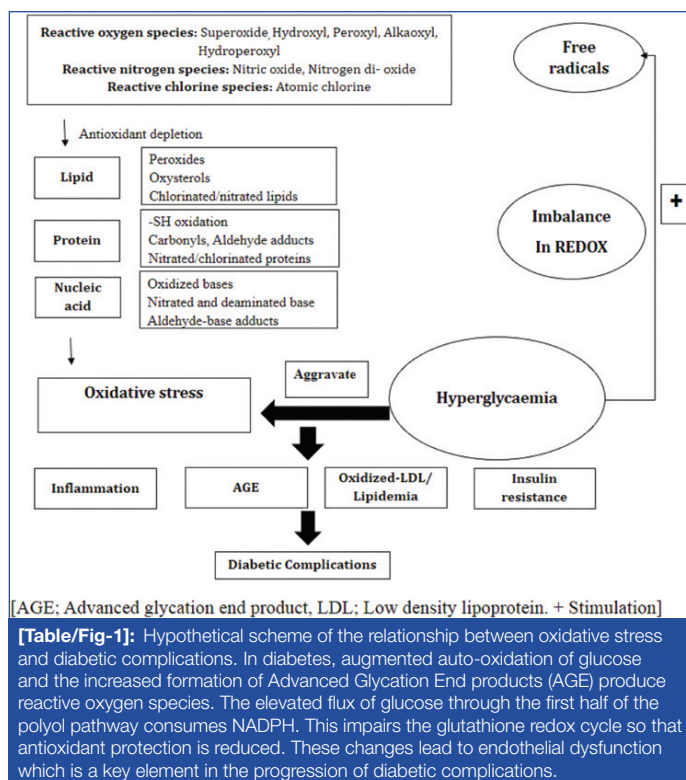 Reactive oxygen species: Superoxide, Hydroxyl, Peroxyl, Alkaoxyl,
Hydroperoxyl
Reactive nitrogen species: Nitric oxide, Nitrogen di- oxide
Reactive chlorine species: Atomic chlorine
Free
radicals
Antioxidant depletion
Lipid
Peroxides
Oxysterols
Chlorinated/nitrated lipids
+
Protein
-SH oxidation
Carbonyls, Aldehyde adducts
Nitrated/chlorinated proteins
Imbalance
In REDOX
Nucleic
acid
Oxidized bases
Nitrated and deaminated base
Aldehyde-base adducts
Oxidative stress
Aggravate
Hyperglycaemia
Inflammation
AGE
Oxidized-LDL/
Lipidemia
Insulin
resistance
Diabetic Complications
[AGE; Advanced glycation end product, LDL; Low density lipoprotein. + Stimulation]
[Table/Fig-1]: Hypothetical scheme of the relationship between oxidative stress
and diabetic complications. In diabetes, augmented auto-oxidation of glucose
and the increased formation of Advanced Glycation End products (AGE) produce
reactive oxygen species. The elevated flux of glucose through the first half of the
polyol pathway consumes NADPH. This impairs the glutathione redox cycle so that
antioxidant protection is reduced. These changes lead to endothelial dysfunction
which is a key element in the progression of diabetic complications.